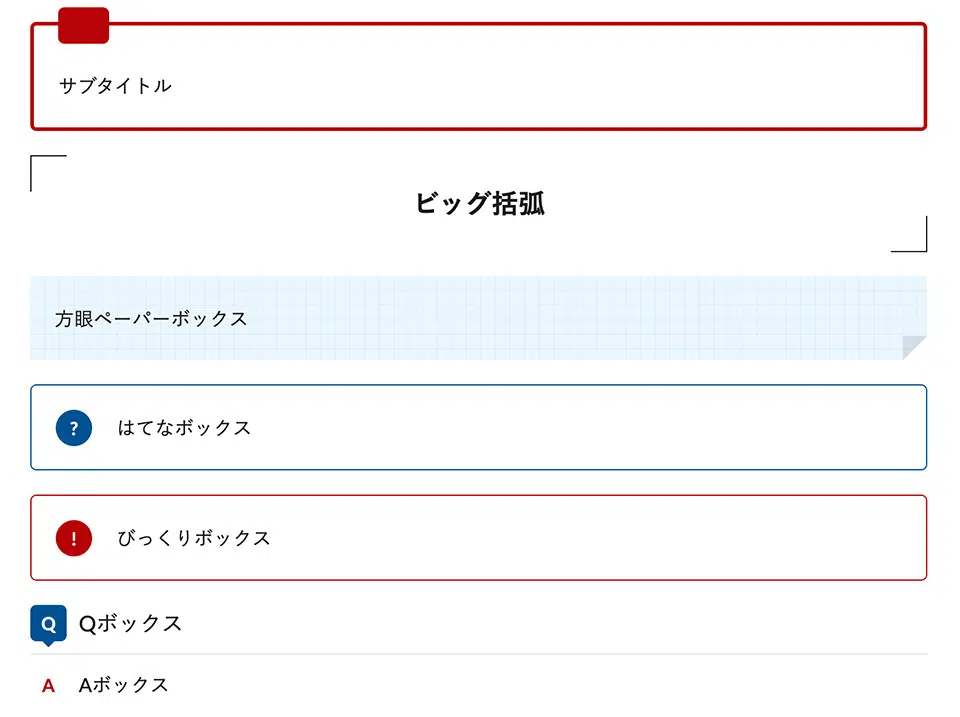 サブタイトル
ビッグ括弧
方眼ペーパーボックス
? はてなボックス
! びっくりボックス
Q Qボックス
A Aボックス